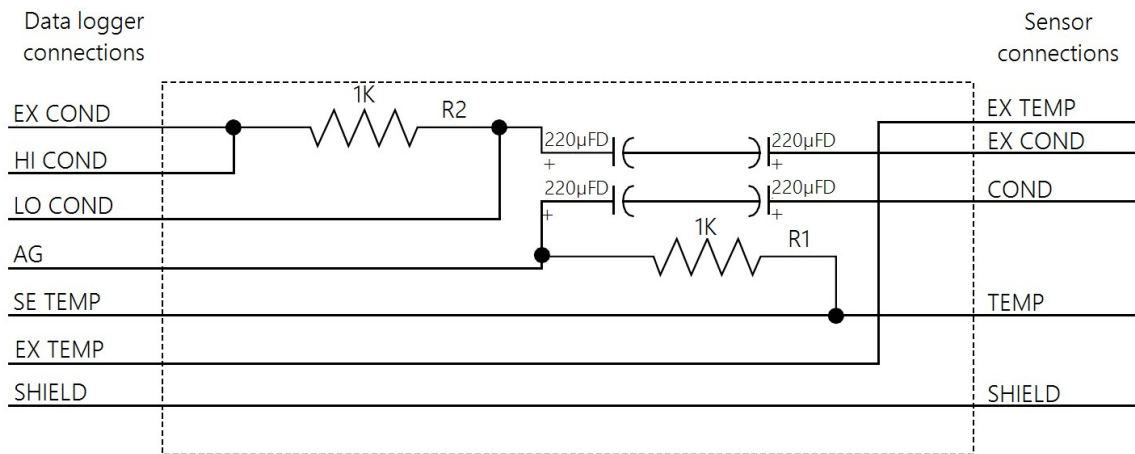 Data logger
connections
Sensor
connections
EX COND
1K
R2
EX TEMP
220µFD
+
220µFD
+
EX COND
HI COND
220µFD
+
220µFD
+
COND
LO COND
1K
R1
AG
SE TEMP
TEMP
EX TEMP
SHIELD
SHIELD